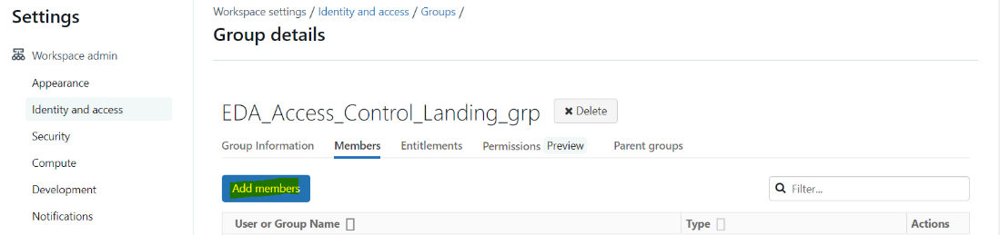 Settings
Workspace admin
Appearance
Identity and access
Security
Compute
Development
Notifications
Workspace settings / Identity and access / Groups /
Group details
EDA_Access_Control_Landing_grp ✖ Delete
Group Information Members Entitlements Permissions Preview Parent groups
Add members Filter...
User or Group Name Type Actions